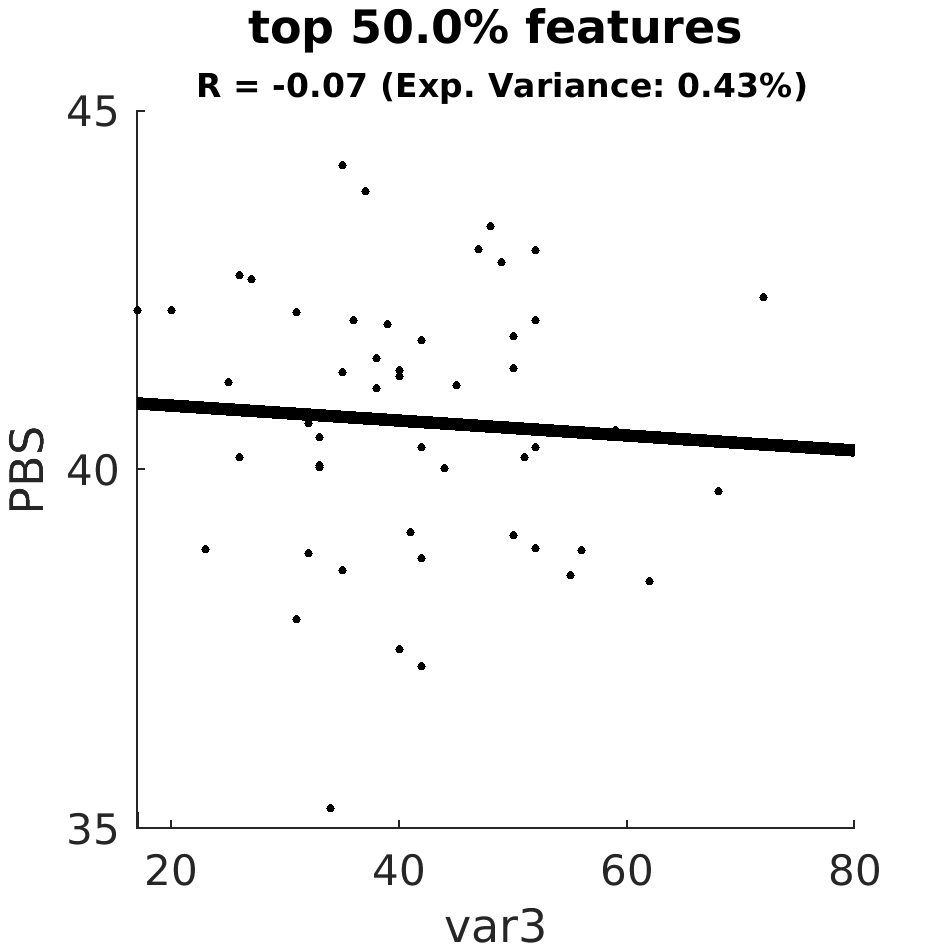 top 50.0% features
R = -0.07 (Exp. Variance: 0.43%)
45
40
35
PBS
20 40 60 80
var3